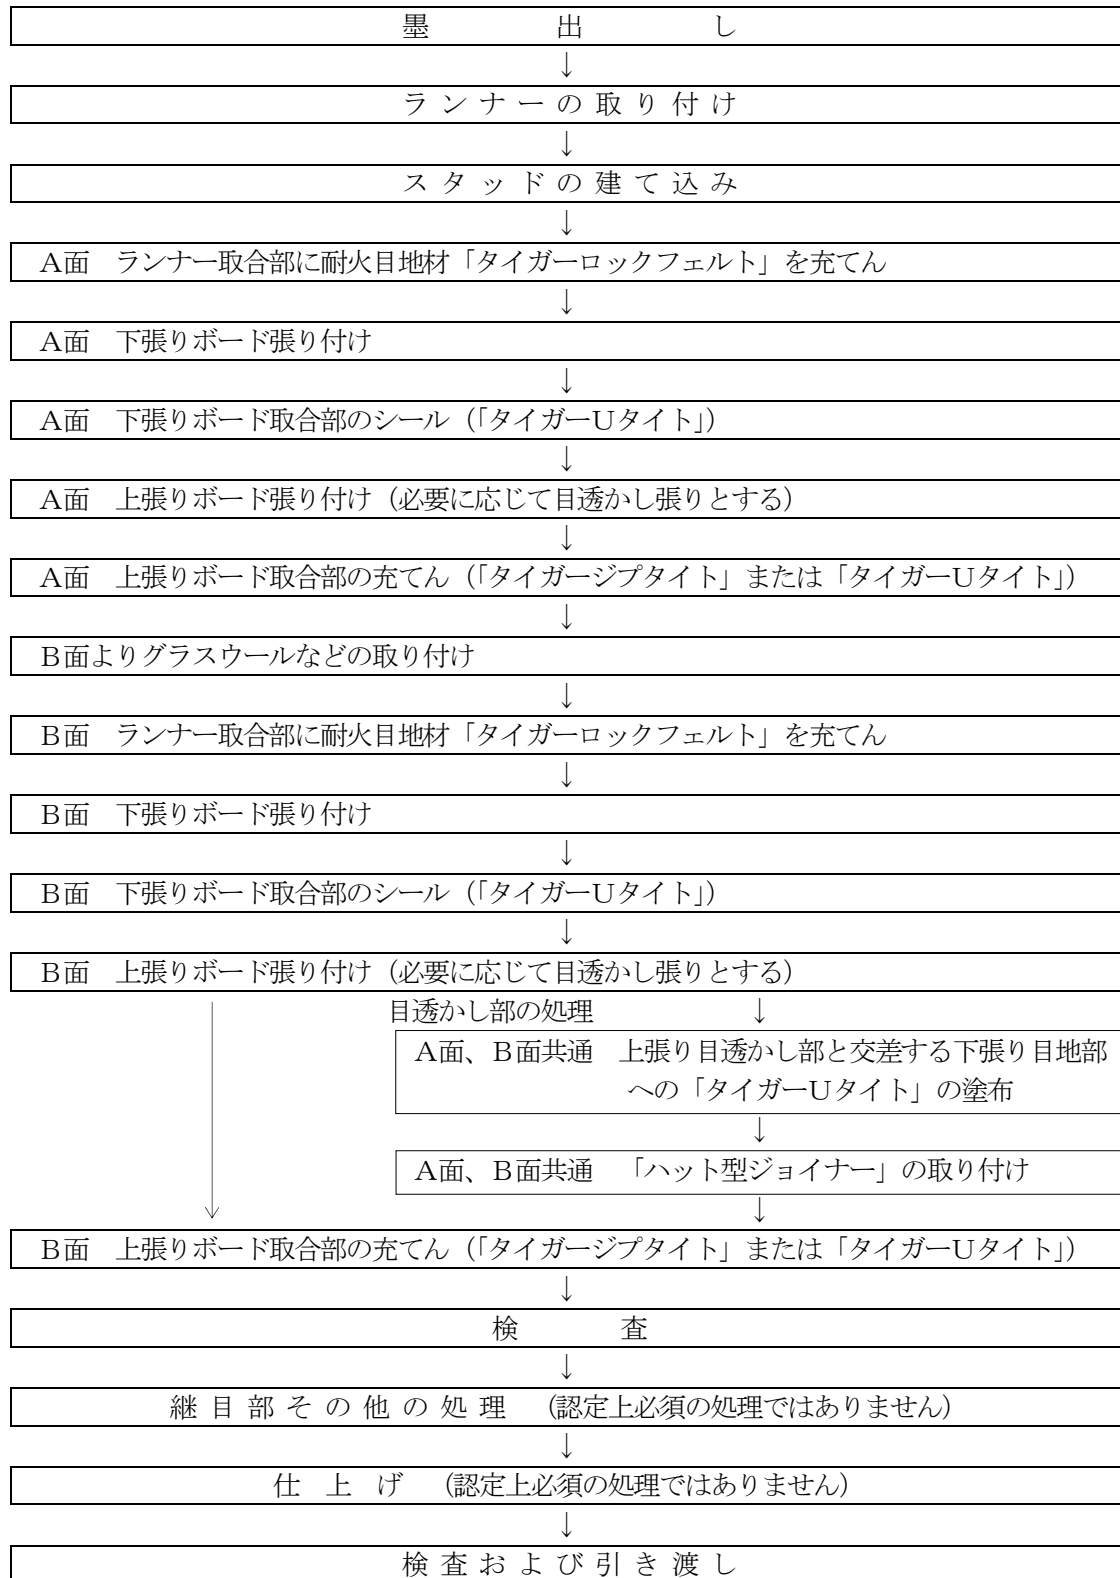 墨出し
↓
ランナーの取り付け
↓
スタッドの建て込み
↓
A面 ランナー取合部に耐火目地材「タイガーロックフェルト」を充てん
↓
A面 下張りボード張り付け
↓
A面 下張りボード取合部のシール(「タイガーUタイト」)
↓
A面 上張りボード張り付け(必要に応じて目透かし張りとする)
↓
A面 上張りボード取合部の充てん(「タイガージプタイト」または「タイガーUタイト」)
↓
B面よりグラスウールなどの取り付け
↓
B面 ランナー取合部に耐火目地材「タイガーロックフェルト」を充てん
↓
B面 下張りボード張り付け
↓
B面 下張りボード取合部のシール(「タイガーUタイト」)
↓
B面 上張りボード張り付け(必要に応じて目透かし張りとする)
目透かし部の処理 ↓
A面、B面共通 上張り目透かし部と交差する下張り目地部
への「タイガーUタイト」の塗布
↓
A面、B面共通 「ハット型ジョイナー」の取り付け
↓
B面 上張りボード取合部の充てん(「タイガージプタイト」または「タイガーUタイト」)
↓
検査
↓
継目部その他の処理 (認定上必須の処理ではありません)
↓
仕上げ (認定上必須の処理ではありません)
↓
検査および引き渡し